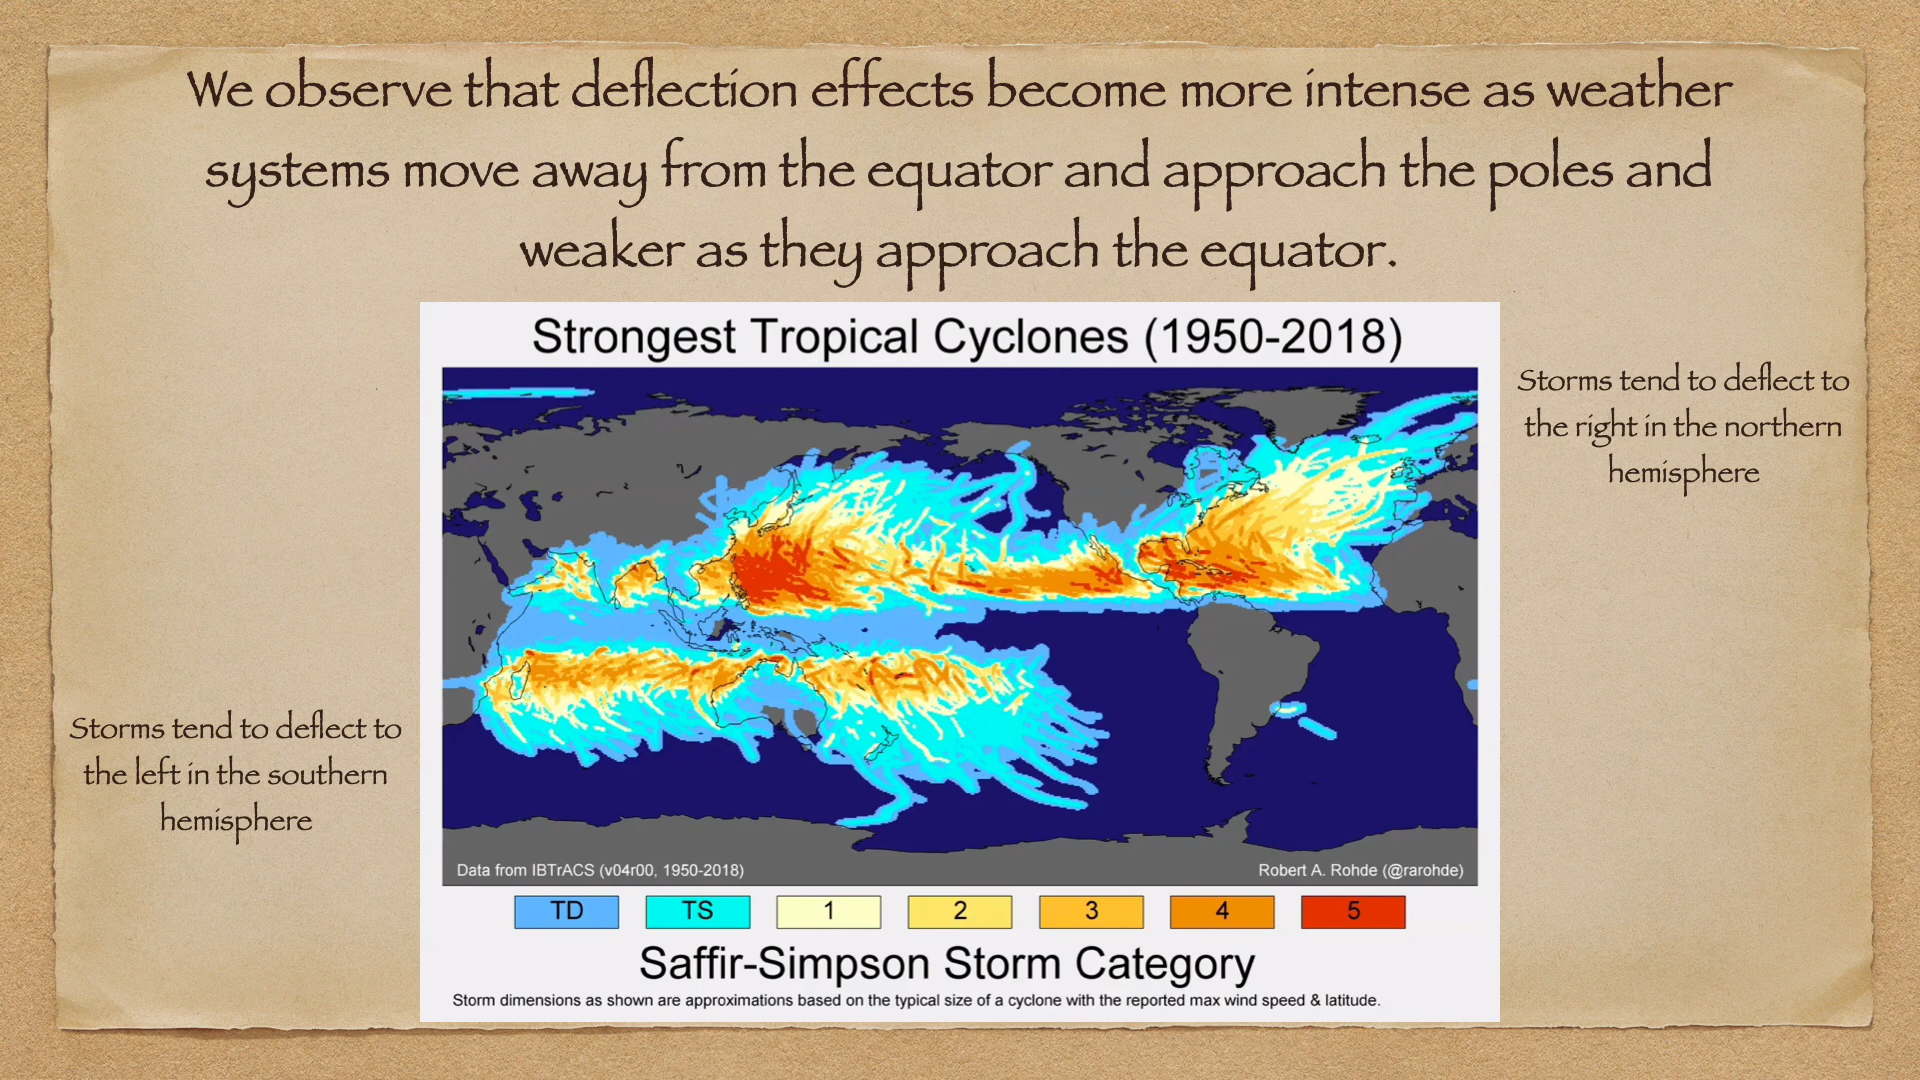 We observe that deflection effects become more intense as weather
systems move away from the equator and approach the poles and
weaker as they approach the equator.
Strongest Tropical Cyclones (1950-2018)
Storms tend to deflect to
the right in the northern
hemisphere
Storms tend to deflect to
the left in the southern
hemisphere
Data from IBTrACS (v04r00, 1950-2018)
Robert A. Rohde (@rarohde)
TD TS 1 2 3 4 5
Saffir-Simpson Storm Category
Storm dimensions as shown are approximations based on the typical size of a cyclone with the reported max wind speed & latitude.